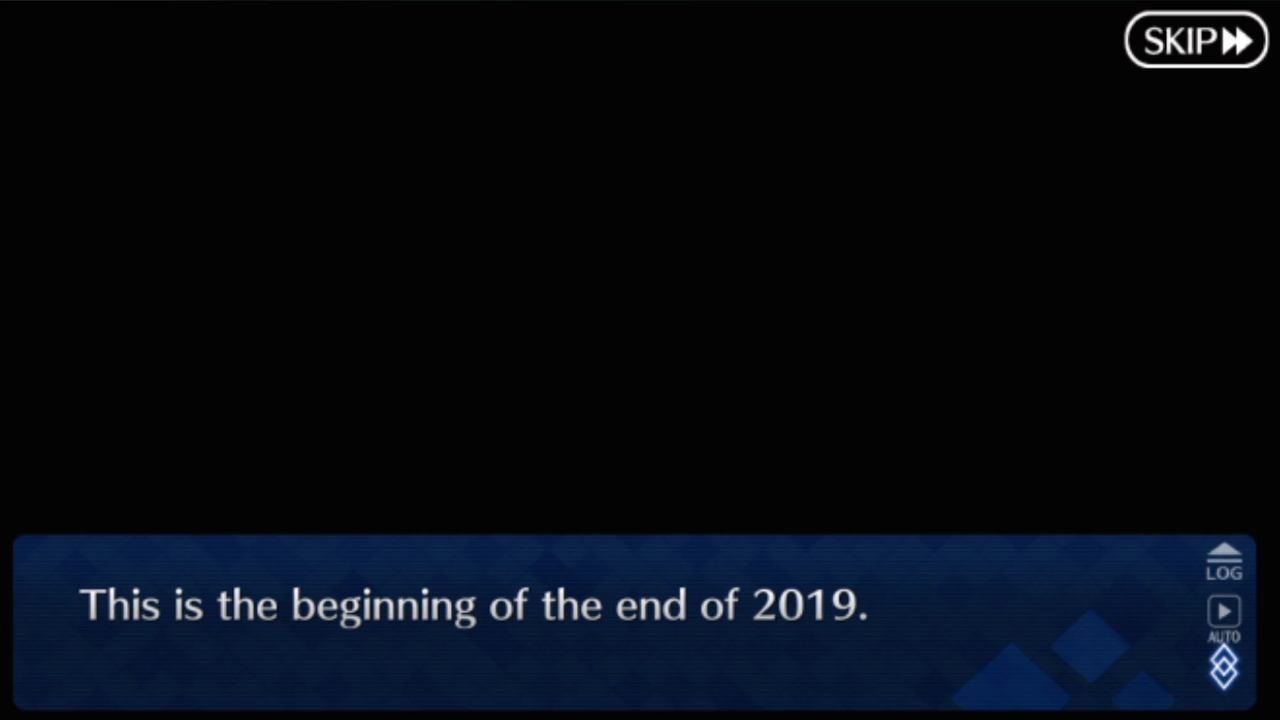 SKIP
This is the beginning of the end of 2019.
LOG
AUTO